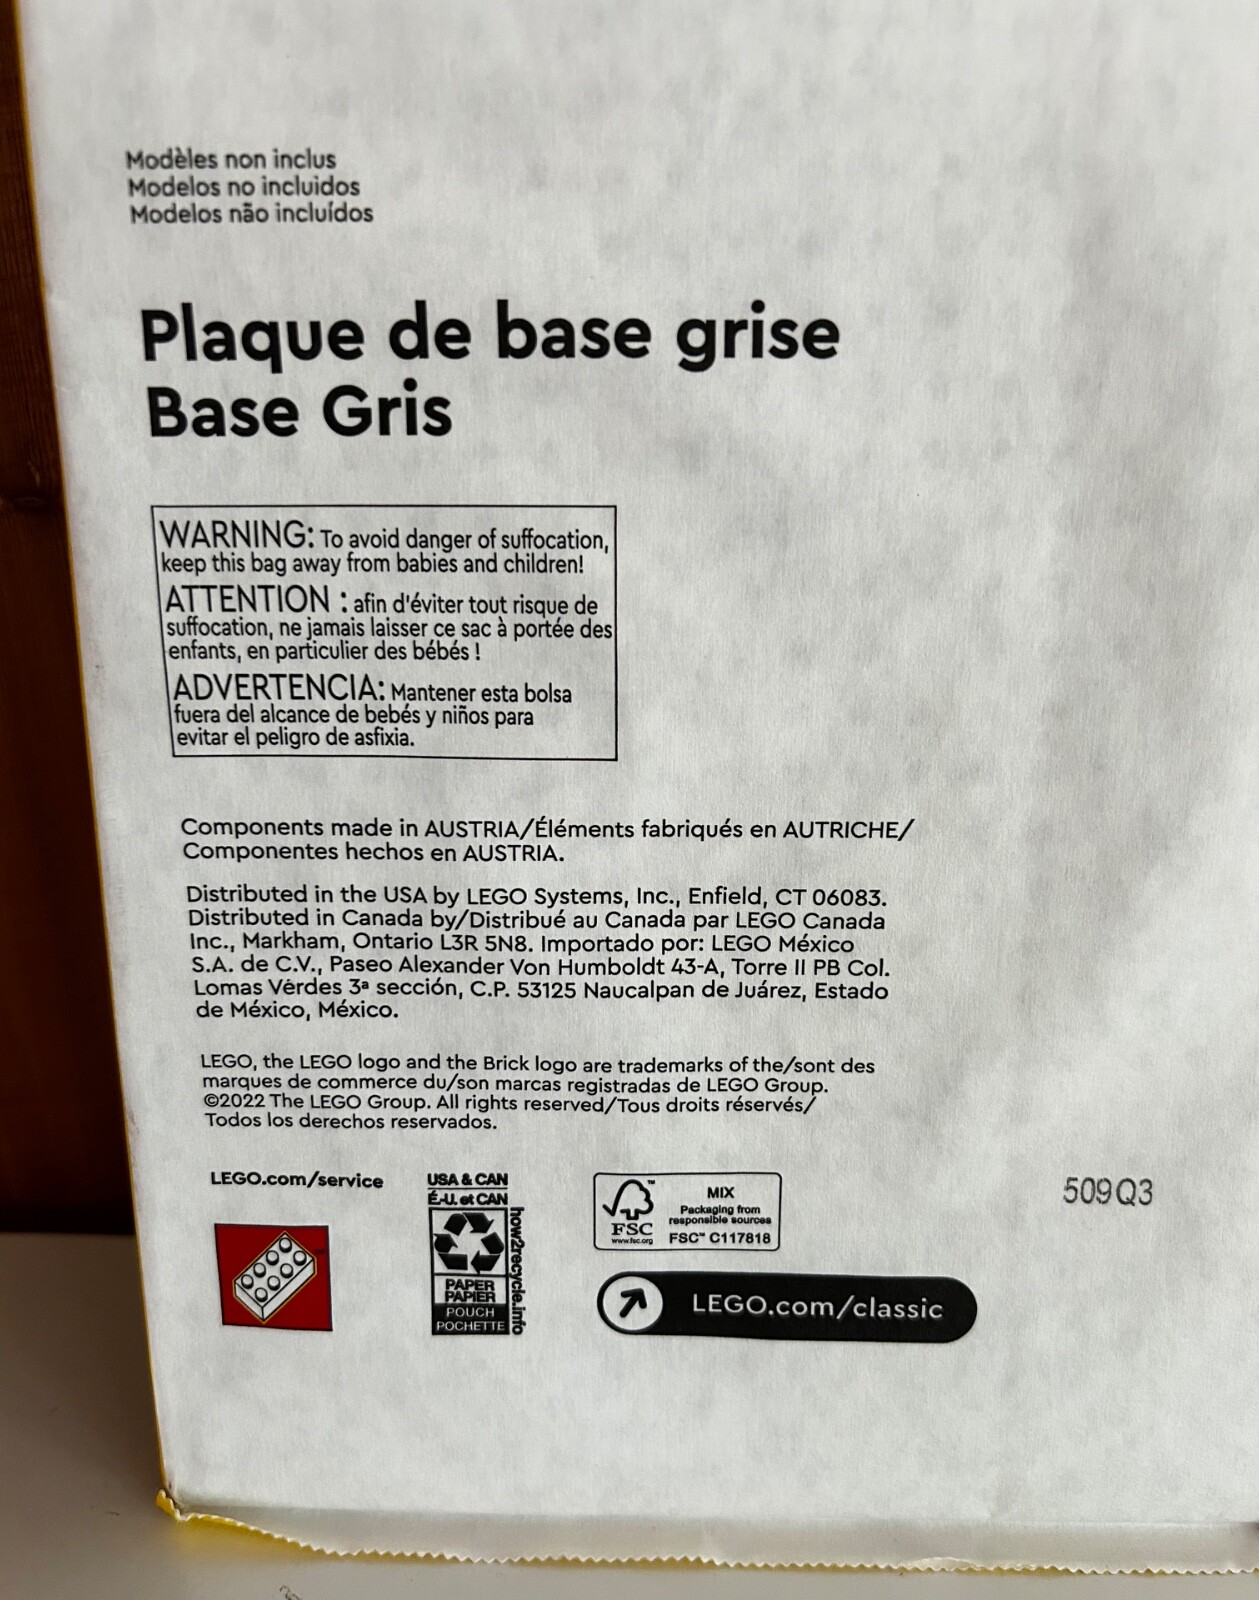 Modèles non inclus
Modelos no incluidos
Modelos não incluídos
Plaque de base grise
Base Gris
WARNING: To avoid danger of suffocation,
keep this bag away from babies and children!
ATTENTION : afin d'éviter tout risque de
suffocation, ne jamais laisser ce sac à portée des
enfants, en particulier des bébés !
ADVERTENCIA: Mantener esta bolsa
fuera del alcance de bebés y niños para
evitar el peligro de asfixia.
Components made in AUSTRIA/Éléments fabriqués en AUTRICHE/
Componentes hechos en AUSTRIA.
Distributed in the USA by LEGO Systems, Inc., Enfield, CT 06083.
Distributed in Canada by/Distribué au Canada par LEGO Canada
Inc., Markham, Ontario L3R 5N8. Importado por: LEGO México
S.A. de C.V., Paseo Alexander Von Humboldt 43-A, Torre II PB Col.
Lomas Verdes 3ª sección, C.P. 53125 Naucalpan de Juárez, Estado
de México, México.
LEGO, the LEGO logo and the Brick logo are trademarks of the/sont des
marques de commerce du/son marcas registradas de LEGO Group.
©2022 The LEGO Group. All rights reserved/Tous droits réservés/
Todos los derechos reservados.
LEGO.com/service
USA & CAN
É-U. et CAN
how2recycle.info
PAPER
PAPIER
POUCH
POCHETTE
FSC
www.fsc.org
MIX
Packaging from
responsible sources
FSC™ C117818
509Q3
LEGO.com/classic